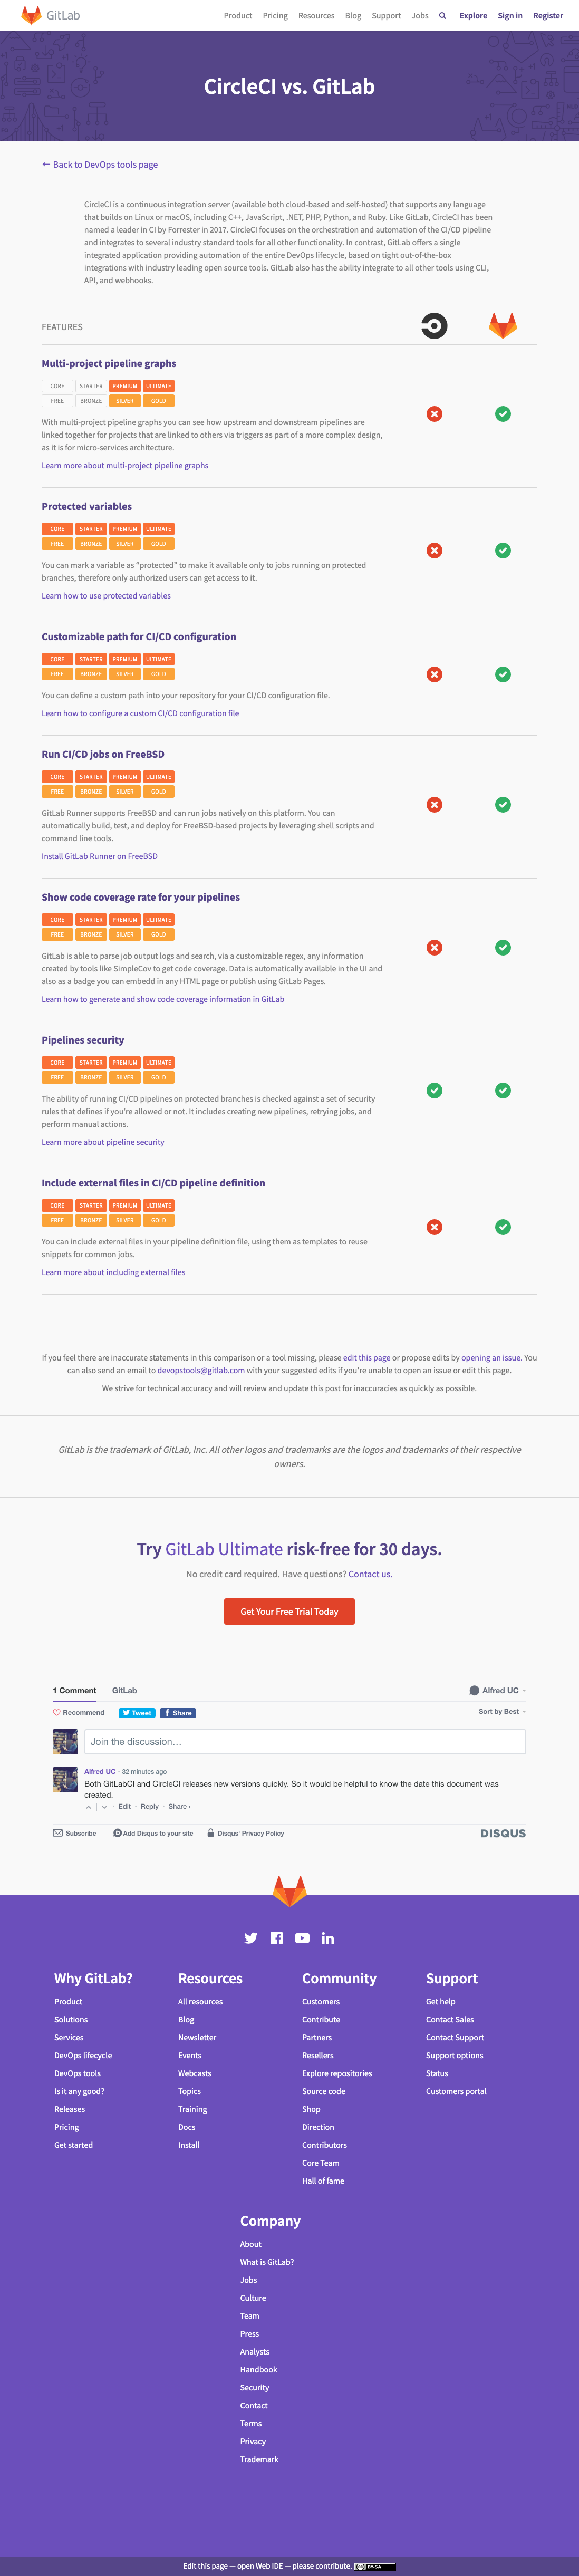 GitLab
Product Pricing Resources Blog Support Jobs Explore Sign in Register
CircleCI vs. GitLab
← Back to DevOps tools page
CircleCI is a continuous integration server (available both cloud-based and self-hosted) that supports any language
that builds on Linux or macOS, including C++, JavaScript, .NET, PHP, Python, and Ruby. Like GitLab, CircleCI has been
named a leader in CI by Forrester in 2017. CircleCI focuses on the orchestration and automation of the CI/CD pipeline
and integrates to several industry standard tools for all other functionality. In contrast, GitLab offers a single
integrated application providing automation of the entire DevOps lifecycle, based on tight out-of-the-box
integrations with industry leading open source tools. GitLab also has the ability integrate to all other tools using CLI,
API, and webhooks.
FEATURES
Multi-project pipeline graphs
CORE STARTER PREMIUM ULTIMATE
FREE BRONZE SILVER GOLD
With multi-project pipeline graphs you can see how upstream and downstream pipelines are
linked together for projects that are linked to others via triggers as part of a more complex design,
as it is for micro-services architecture.
Learn more about multi-project pipeline graphs
Protected variables
CORE STARTER PREMIUM ULTIMATE
FREE BRONZE SILVER GOLD
You can mark a variable as “protected” to make it available only to jobs running on protected
branches, therefore only authorized users can get access to it.
Learn how to use protected variables
Customizable path for CI/CD configuration
CORE STARTER PREMIUM ULTIMATE
FREE BRONZE SILVER GOLD
You can define a custom path into your repository for your CI/CD configuration file.
Learn how to configure a custom CI/CD configuration file
Run CI/CD jobs on FreeBSD
CORE STARTER PREMIUM ULTIMATE
FREE BRONZE SILVER GOLD
GitLab Runner supports FreeBSD and can run jobs natively on this platform. You can
automatically build, test, and deploy for FreeBSD-based projects by leveraging shell scripts and
command line tools.
Install GitLab Runner on FreeBSD
Show code coverage rate for your pipelines
CORE STARTER PREMIUM ULTIMATE
FREE BRONZE SILVER GOLD
GitLab is able to parse job output logs and search, via a customizable regex, any information
created by tools like SimpleCov to get code coverage. Data is automatically available in the UI and
also as a badge you can embed in any HTML page or publish using GitLab Pages.
Learn how to generate and show code coverage information in GitLab
Pipelines security
CORE STARTER PREMIUM ULTIMATE
FREE BRONZE SILVER GOLD
The ability of running CI/CD pipelines on protected branches is checked against a set of security
rules that defines if you're allowed or not. It includes creating new pipelines, retrying jobs, and
perform manual actions.
Learn more about pipeline security
Include external files in CI/CD pipeline definition
CORE STARTER PREMIUM ULTIMATE
FREE BRONZE SILVER GOLD
You can include external files in your pipeline definition file, using them as templates to reuse
snippets for common jobs.
Learn more about including external files
If you feel there are inaccurate statements in this comparison or a tool missing, please edit this page or propose edits by opening an issue. You
can also send an email to devopstools@gitlab.com with your suggested edits if you're unable to open an issue or edit this page.
We strive for technical accuracy and will review and update this post for inaccuracies as quickly as possible.
GitLab is the trademark of GitLab, Inc. All other logos and trademarks are the logos and trademarks of their respective
owners.
Try GitLab Ultimate risk-free for 30 days.
No credit card required. Have questions? Contact us.
Get Your Free Trial Today
1 Comment GitLab Alfred UC
Recommend Tweet Share Sort by Best
Join the discussion…
Alfred UC · 32 minutes ago
Both GitLabCI and CircleCI releases new versions quickly. So it would be helpful to know the date this document was
created.
Edit · Reply · Share ›
Subscribe Add Disqus to your site Disqus' Privacy Policy DISQUS
Why GitLab?
Product
Solutions
Services
DevOps lifecycle
DevOps tools
Is it any good?
Releases
Pricing
Get started
Resources
All resources
Blog
Newsletter
Events
Webcasts
Topics
Training
Docs
Install
Community
Customers
Contribute
Partners
Resellers
Explore repositories
Source code
Shop
Direction
Contributors
Core Team
Hall of fame
Support
Get help
Contact Sales
Contact Support
Support options
Status
Customers portal
Company
About
What is GitLab?
Jobs
Culture
Team
Press
Analysts
Handbook
Security
Contact
Terms
Privacy
Trademark
Edit this page — open Web IDE — please contribute. cc BY-SA